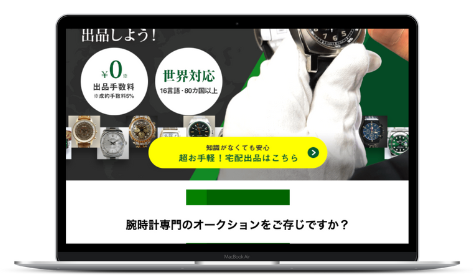 出品しよう！
¥0※
出品手数料
※成約手数料5%
世界対応
16言語・80カ国以上
知識がなくても安心
超お手軽！宅配出品はこちら
腕時計専門のオークションをご存じですか？
MacBook Air